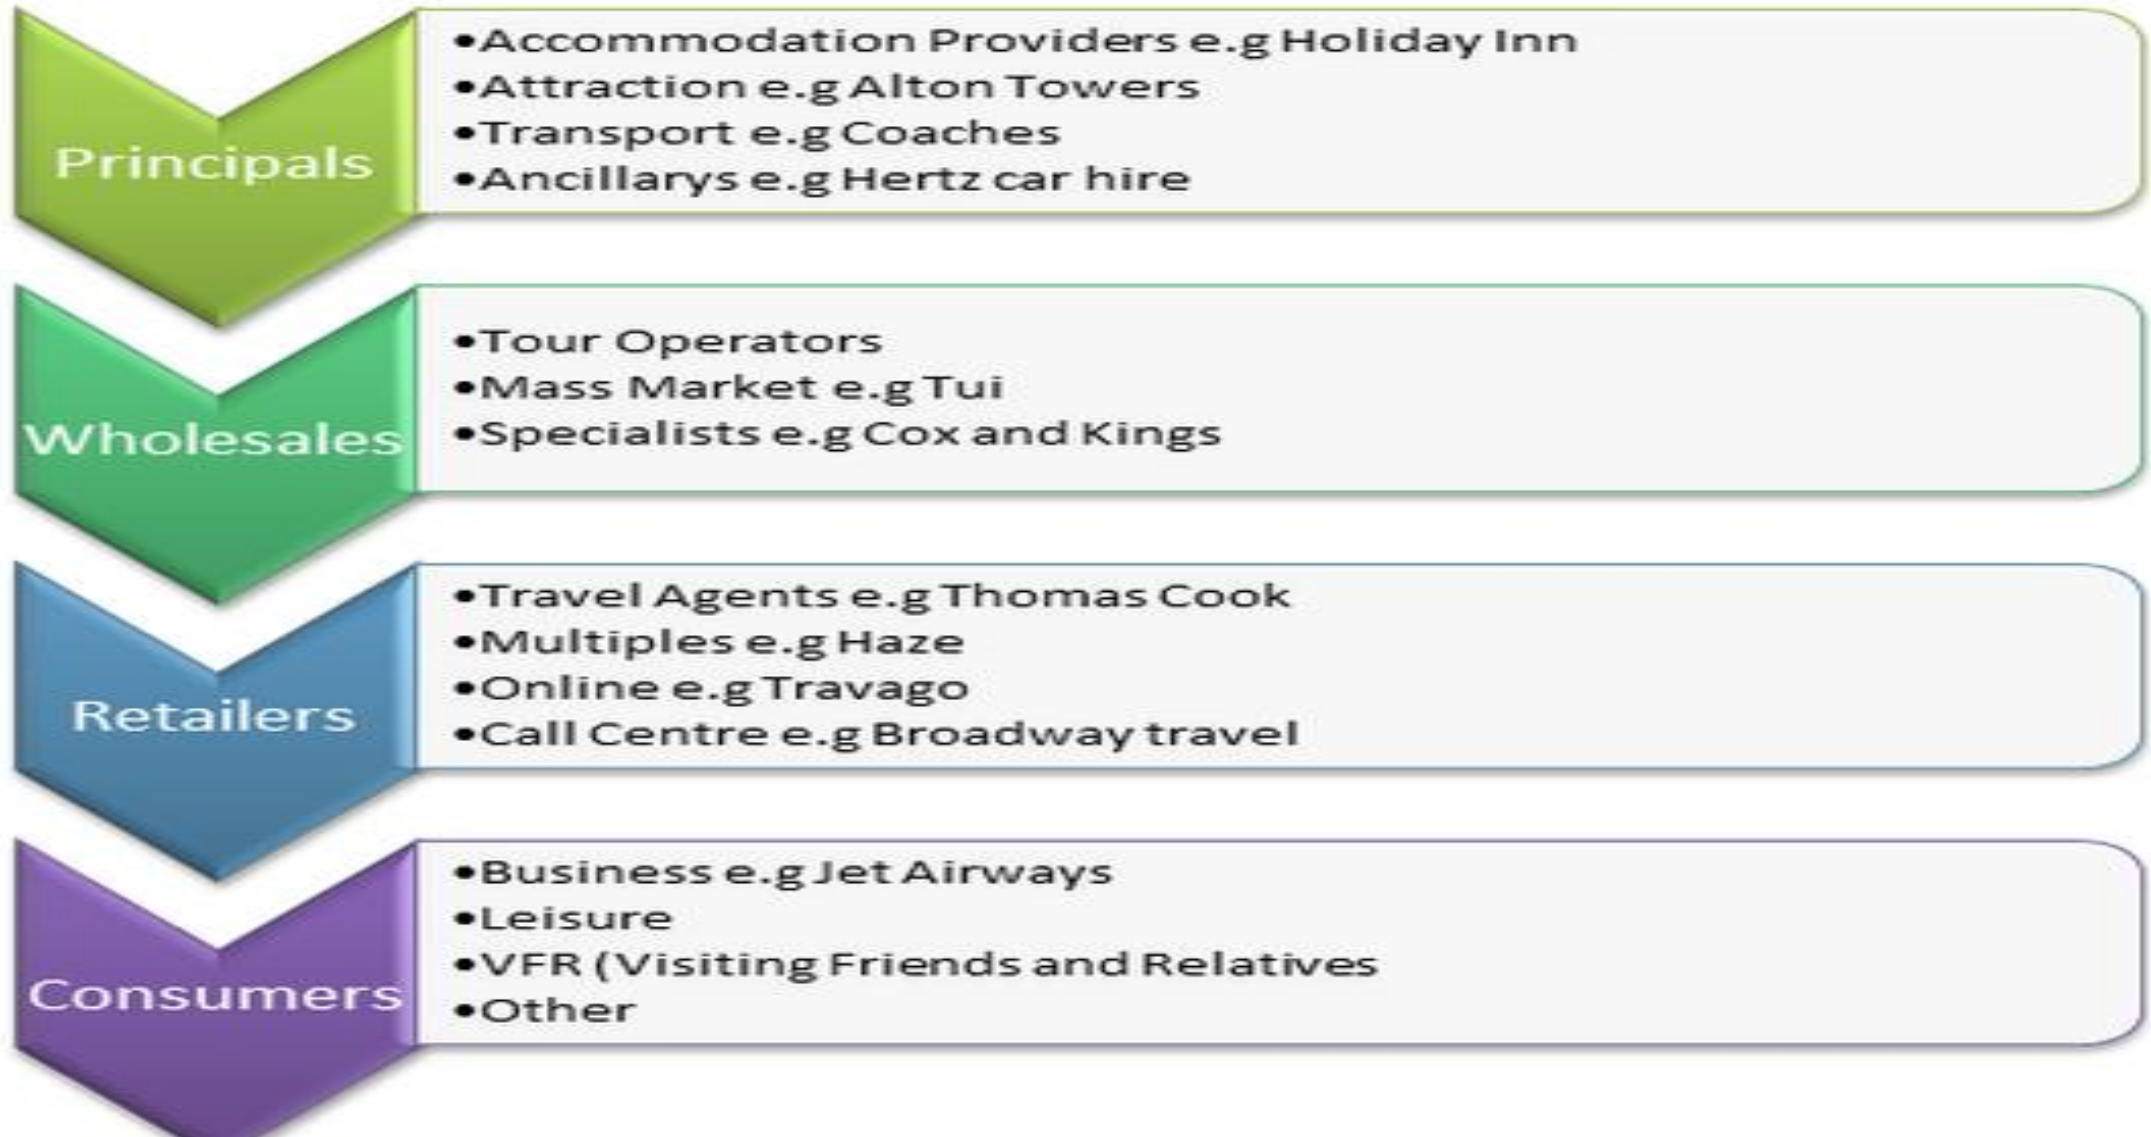 Principals
•Accommodation Providers e.g Holiday Inn
•Attraction e.g Alton Towers
•Transport e.g Coaches
•Ancillarys e.g Hertz car hire
Wholesales
•Tour Operators
•Mass Market e.g Tui
•Specialists e.g Cox and Kings
Retailers
•Travel Agents e.g Thomas Cook
•Multiples e.g Haze
•Online e.g Travago
•Call Centre e.g Broadway travel
Consumers
•Business e.g Jet Airways
•Leisure
•VFR (Visiting Friends and Relatives
•Other